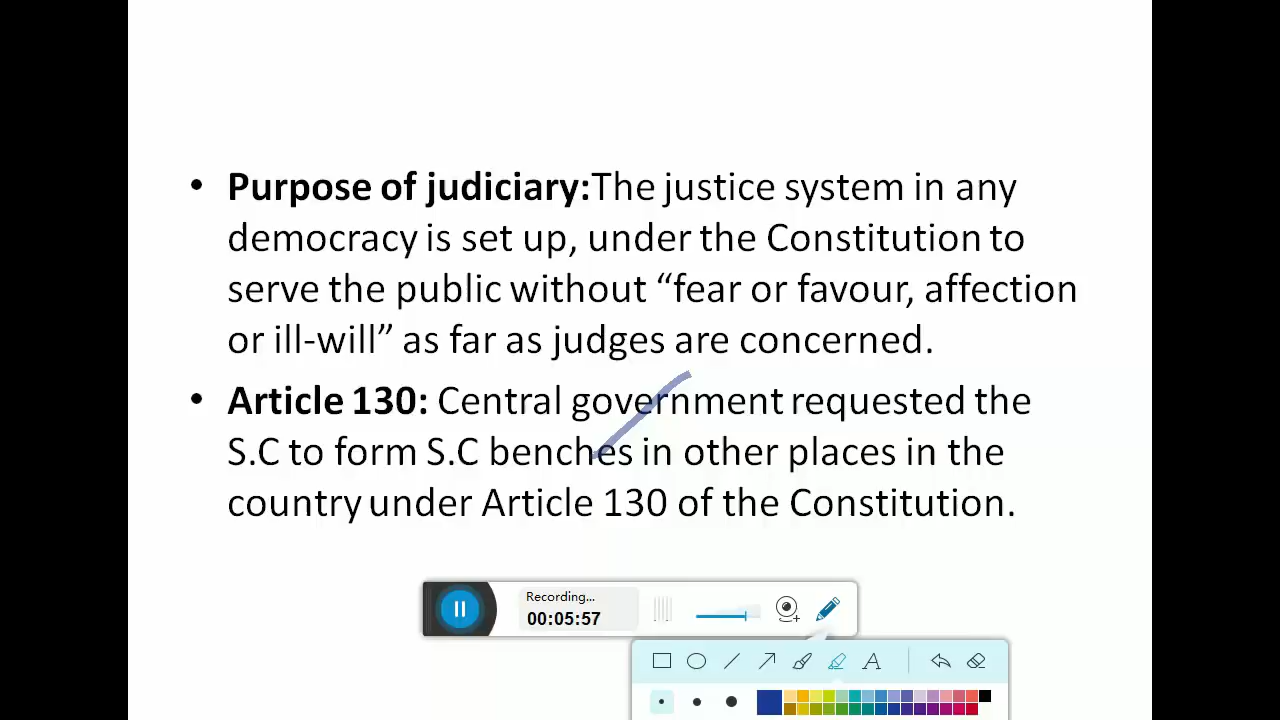 • Purpose of judiciary:The justice system in any
democracy is set up, under the Constitution to
serve the public without “fear or favour, affection
or ill-will” as far as judges are concerned.
• Article 130: Central government requested the
S.C to form S.C benches in other places in the
country under Article 130 of the Constitution.
Recording...
00:05:57
A